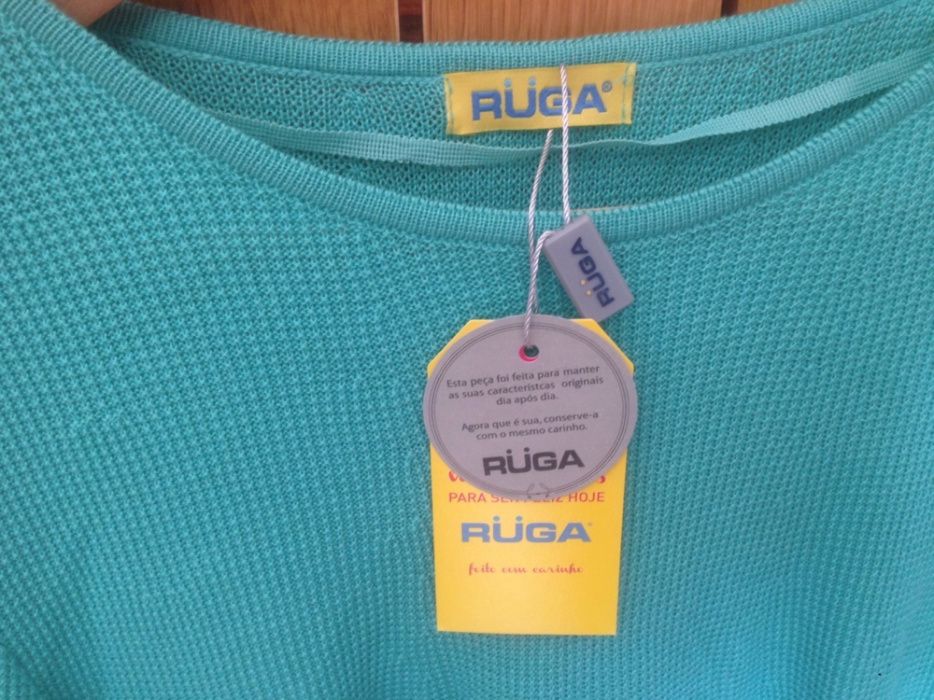 RÜGA®
RÜGA
Esta peça foi feita para manter
as suas caracteristcas originais
dia após dia.
Agora que é sua, conserve-a
com o mesmo carinho.
RÜGA
PARA SER FELIZ HOJE
RÜGA
feito com carinho